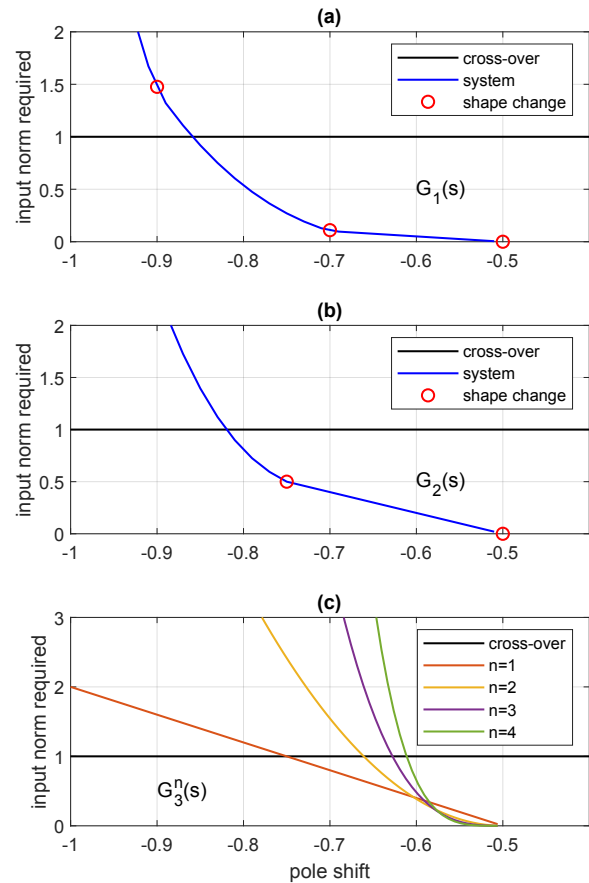 (a)
2
1.5
1
0.5
0
input norm required
cross-over
system
shape change
G1(s)
-1 -0.9 -0.8 -0.7 -0.6 -0.5
(b)
2
1.5
1
0.5
0
input norm required
cross-over
system
shape change
G2(s)
-1 -0.9 -0.8 -0.7 -0.6 -0.5
(c)
3
2
1
0
input norm required
cross-over
n=1
n=2
n=3
n=4
G3^n(s)
-1 -0.9 -0.8 -0.7 -0.6 -0.5
pole shift